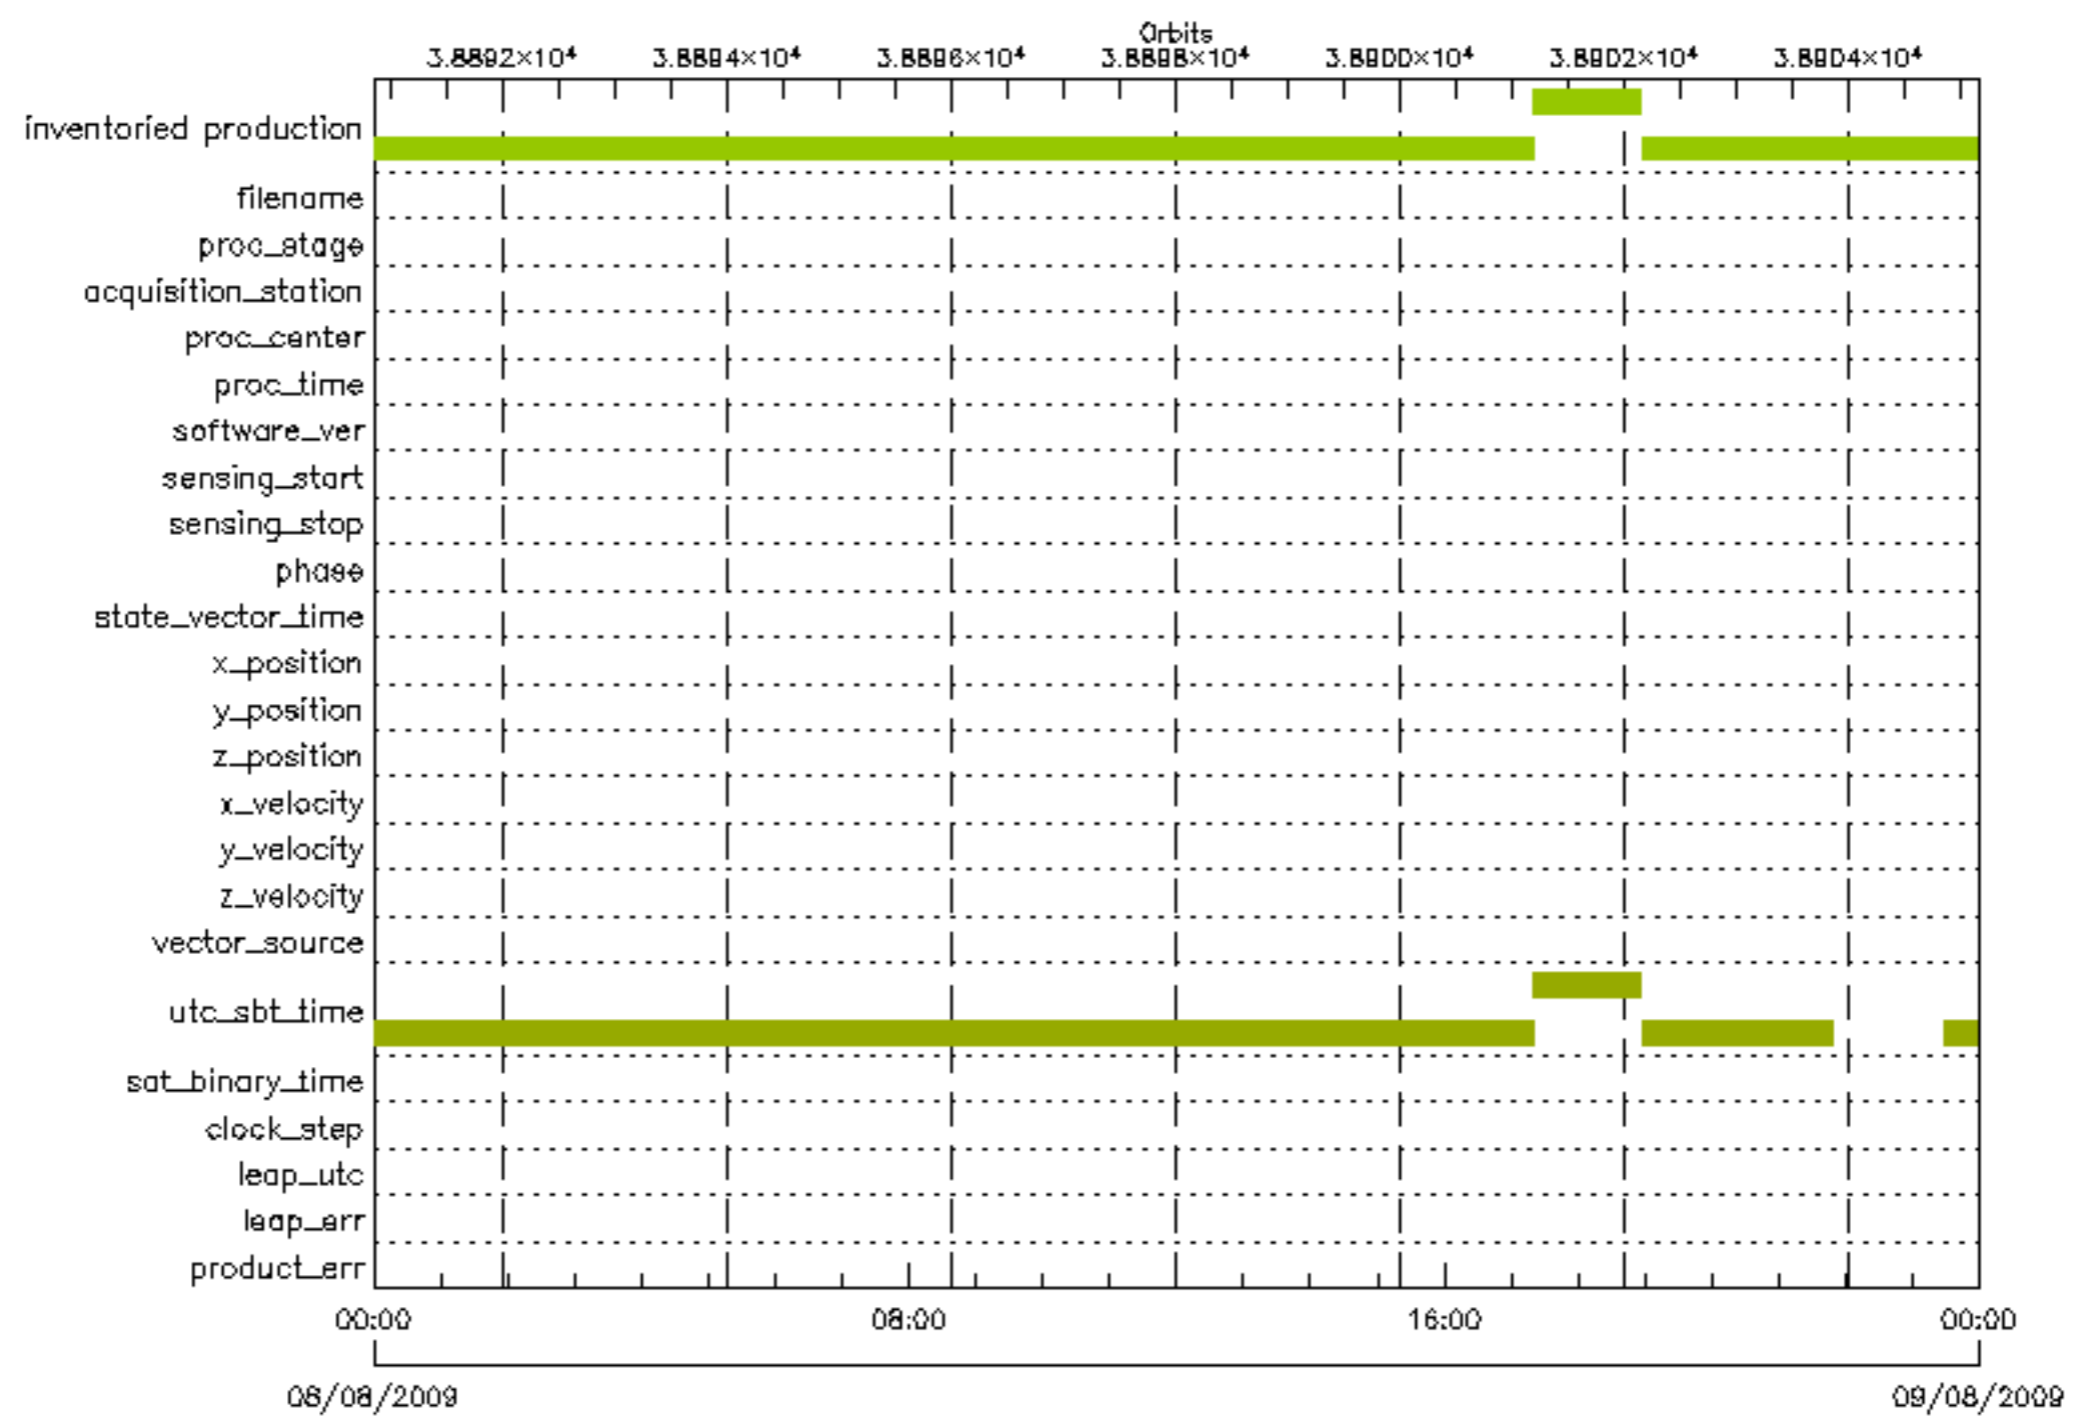 Orbits
3.8892×10⁴ 3.8894×10⁴ 3.8896×10⁴ 3.8898×10⁴ 3.8900×10⁴ 3.8902×10⁴ 3.8904×10⁴
inventoried production
filename
proc_stage
acquisition_station
proc_center
proc_time
software_ver
sensing_start
sensing_stop
phase
state_vector_time
x_position
y_position
z_position
x_velocity
y_velocity
z_velocity
vector_source
utc_sbt_time
sat_binary_time
clock_step
leap_utc
leap_err
product_err
00:00 08:00 16:00 00:00
08/08/2009 09/08/2009